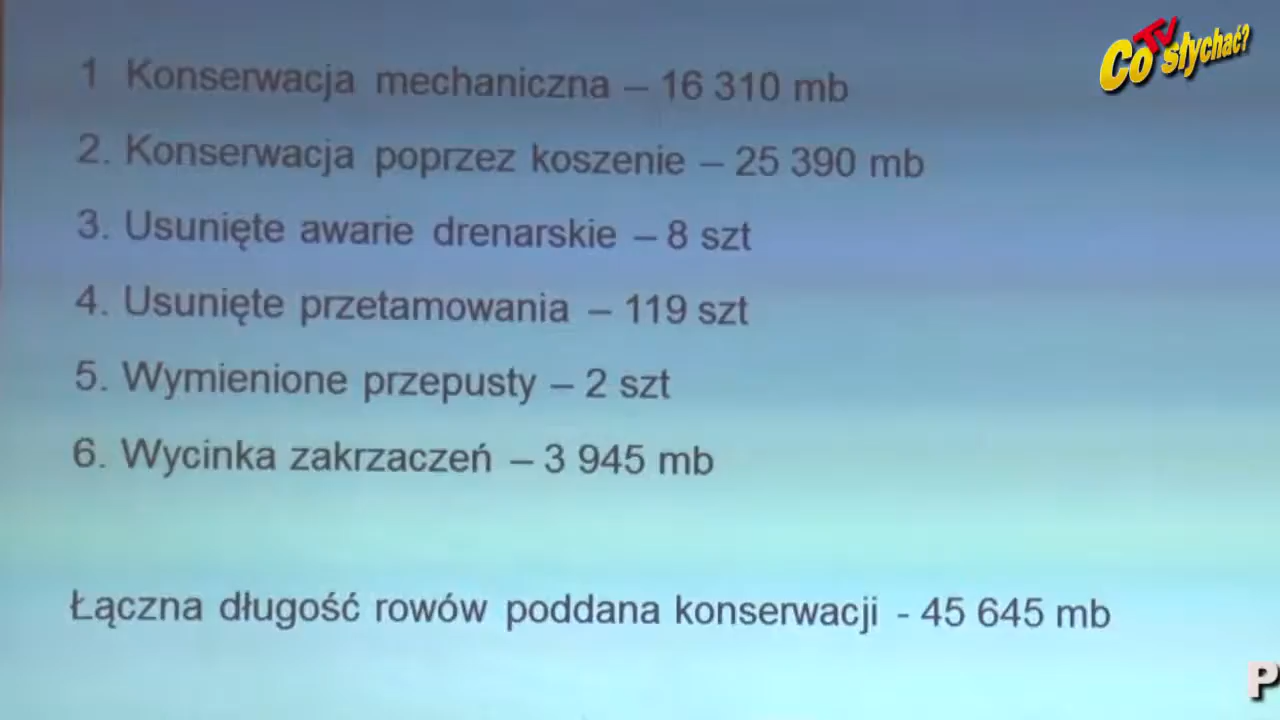 Co TV słychać?
1 Konserwacja mechaniczna – 16 310 mb
2. Konserwacja poprzez koszenie – 25 390 mb
3. Usunięte awarie drenarskie – 8 szt
4. Usunięte przetamowania – 119 szt
5. Wymienione przepusty – 2 szt
6. Wycinka zakrzaczeń – 3 945 mb
Łączna długość rowów poddana konserwacji - 45 645 mb
P